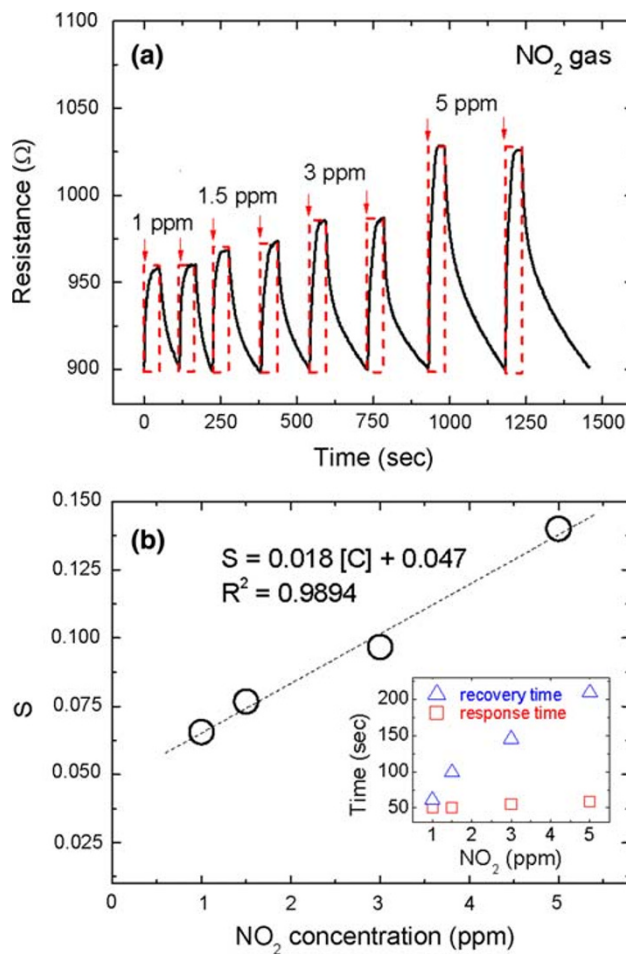 1100
(a)
NO₂ gas
1050
5 ppm
3 ppm
1.5 ppm
1 ppm
1000
950
900
Resistance (Ω)
0 250 500 750 1000 1250 1500
Time (sec)
0.150
(b)
S = 0.018 [C] + 0.047
R² = 0.9894
0.125
0.100
0.075
0.050
0.025
S
recovery time
response time
200
150
100
50
Time (sec)
1 2 3 4 5
NO₂ (ppm)
0 1 2 3 4 5
NO₂ concentration (ppm)